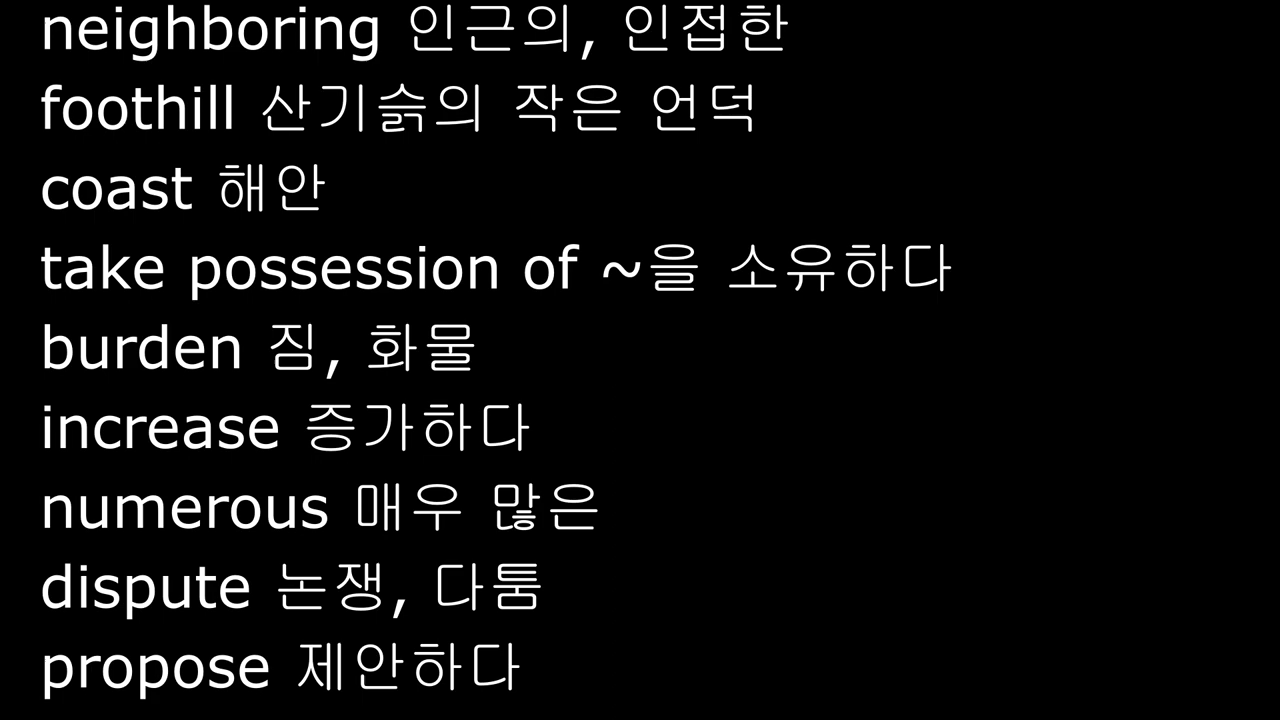 neighboring 인근의, 인접한
foothill 산기슭의 작은 언덕
coast 해안
take possession of ~을 소유하다
burden 짐, 화물
increase 증가하다
numerous 매우 많은
dispute 논쟁, 다툼
propose 제안하다